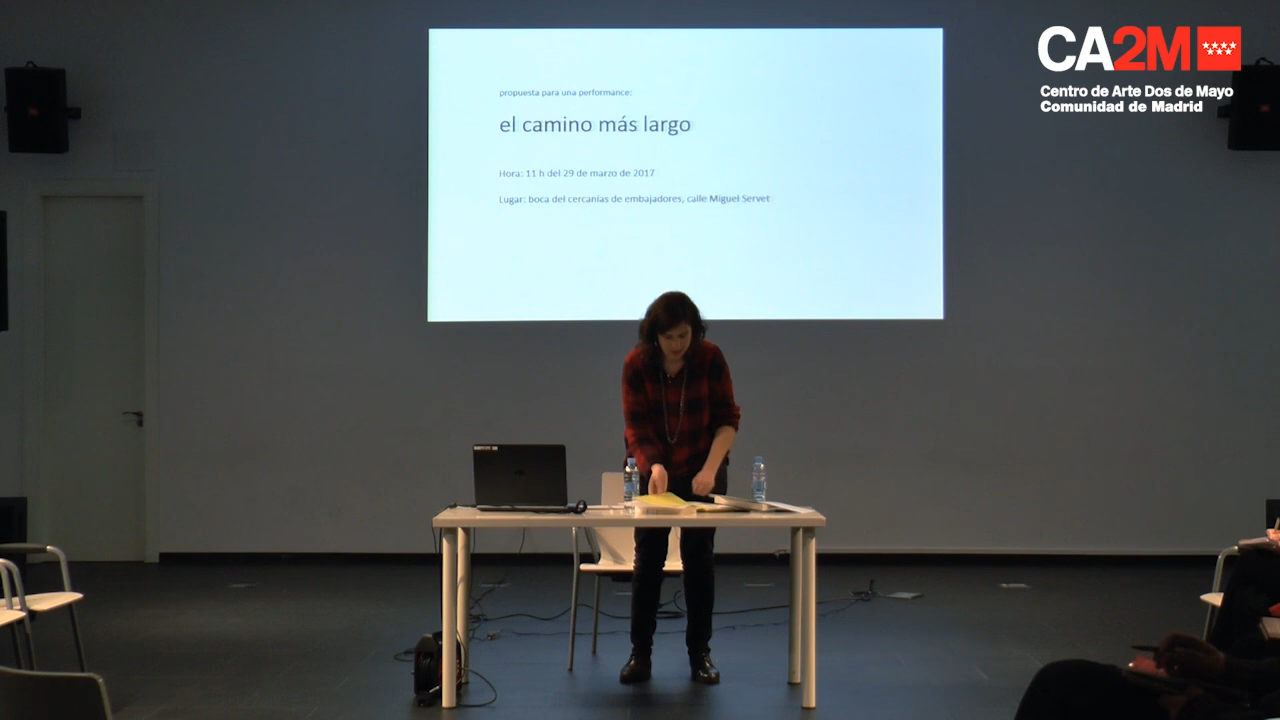 propuesta para una performance:
el camino más largo
Hora: 11 h del 29 de marzo de 2017
Lugar: boca del cercanías de embajadores, calle Miguel Servet
CA2M
Centro de Arte Dos de Mayo
Comunidad de Madrid